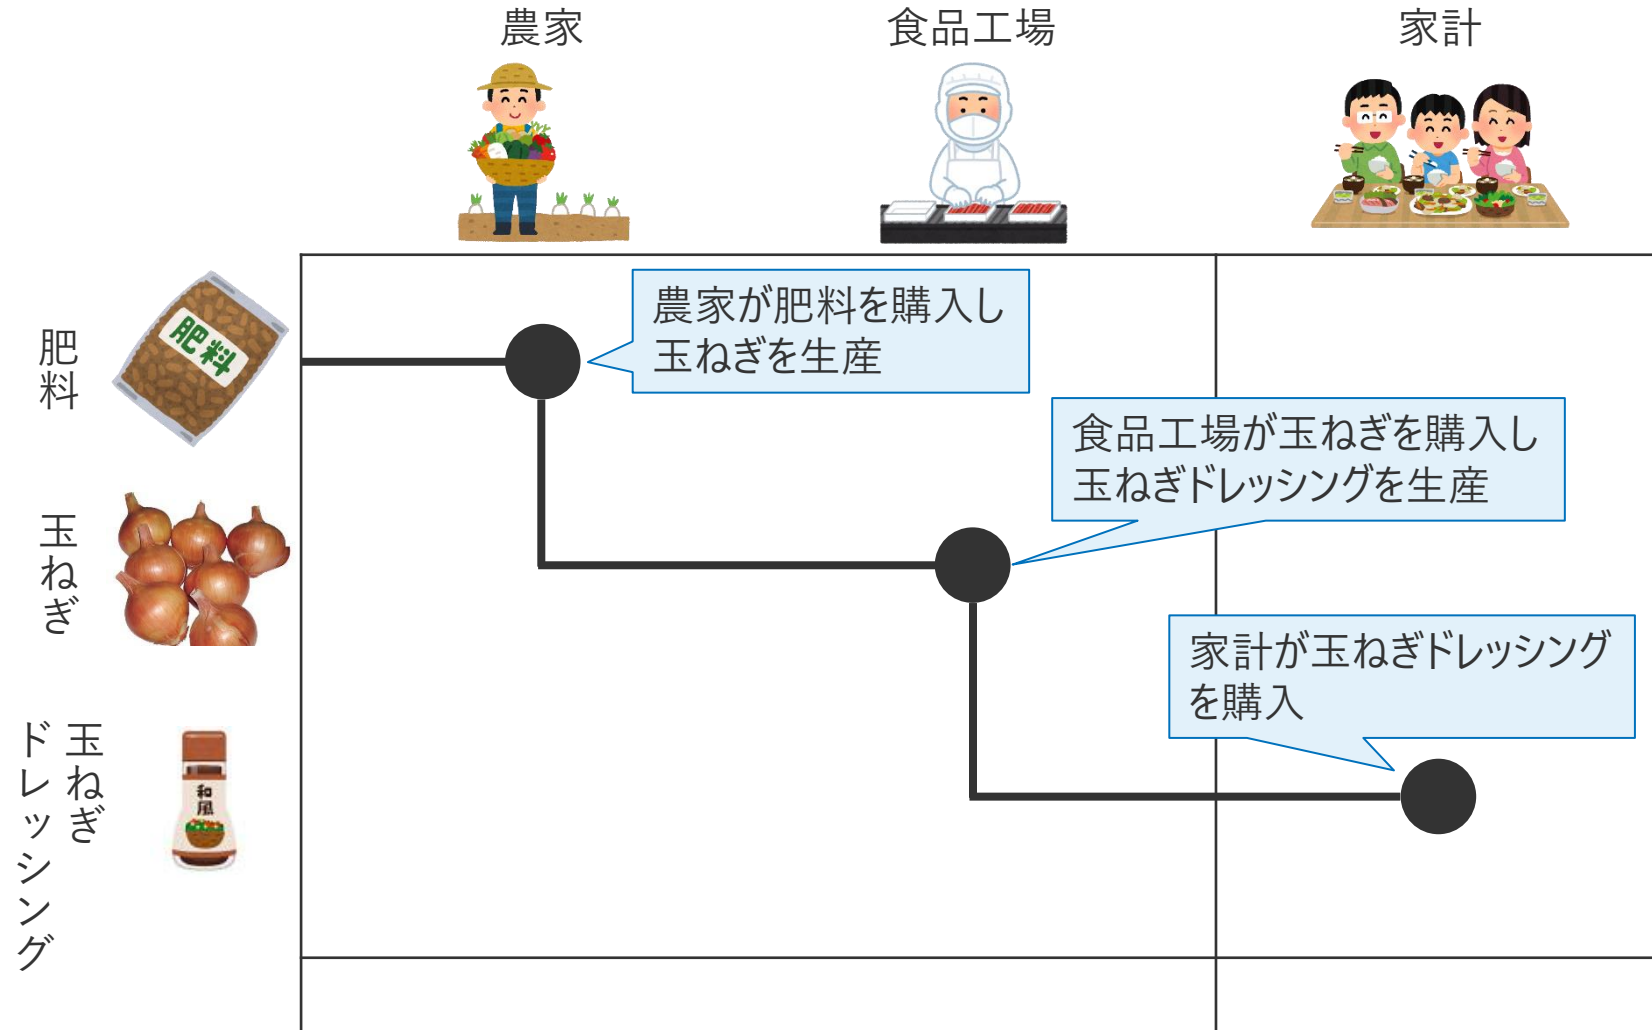 農家
食品工場
家計
肥料
肥料
農家が肥料を購入し
玉ねぎを生産
玉ねぎ
食品工場が玉ねぎを購入し
玉ねぎドレッシングを生産
玉ねぎ
ドレッシング
和風
家計が玉ねぎドレッシング
を購入